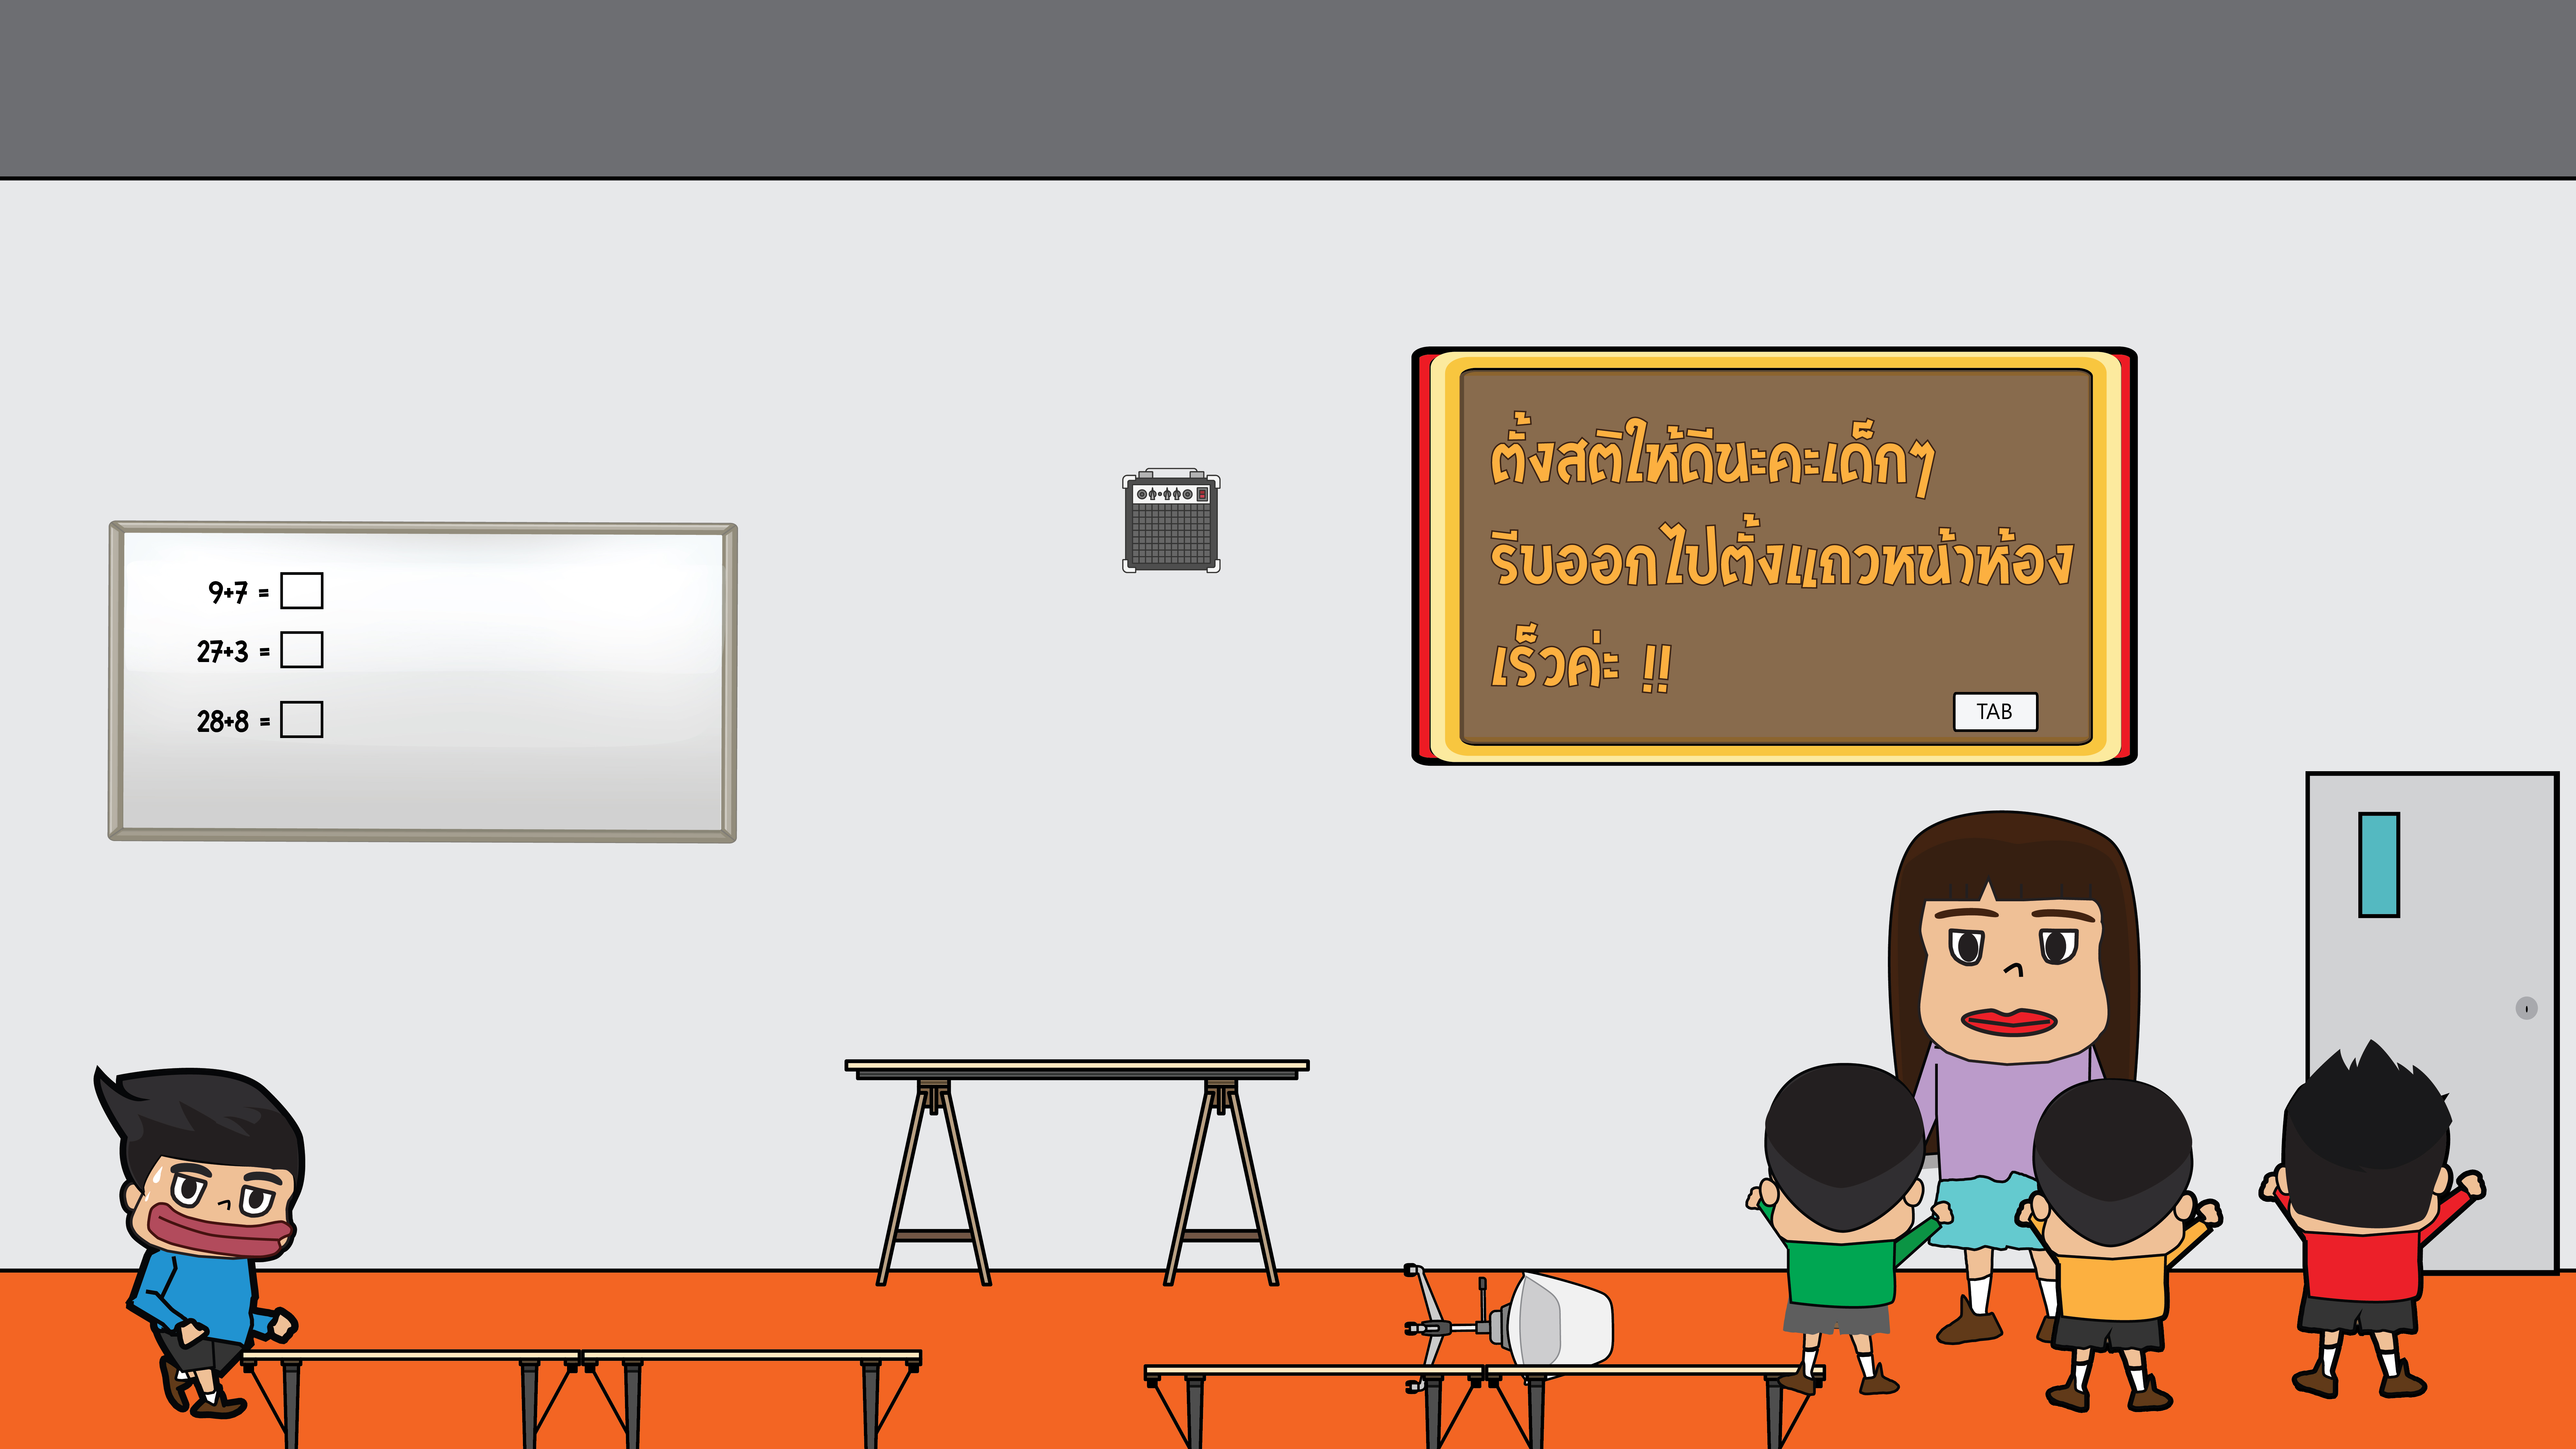 9+7 =
27+3 =
28+8 =
ตั้งสติให้ดีนะคะเด็กๆ
รีบออกไปตั้งแถวหน้าห้อง
เร็วค่ะ !!
TAB